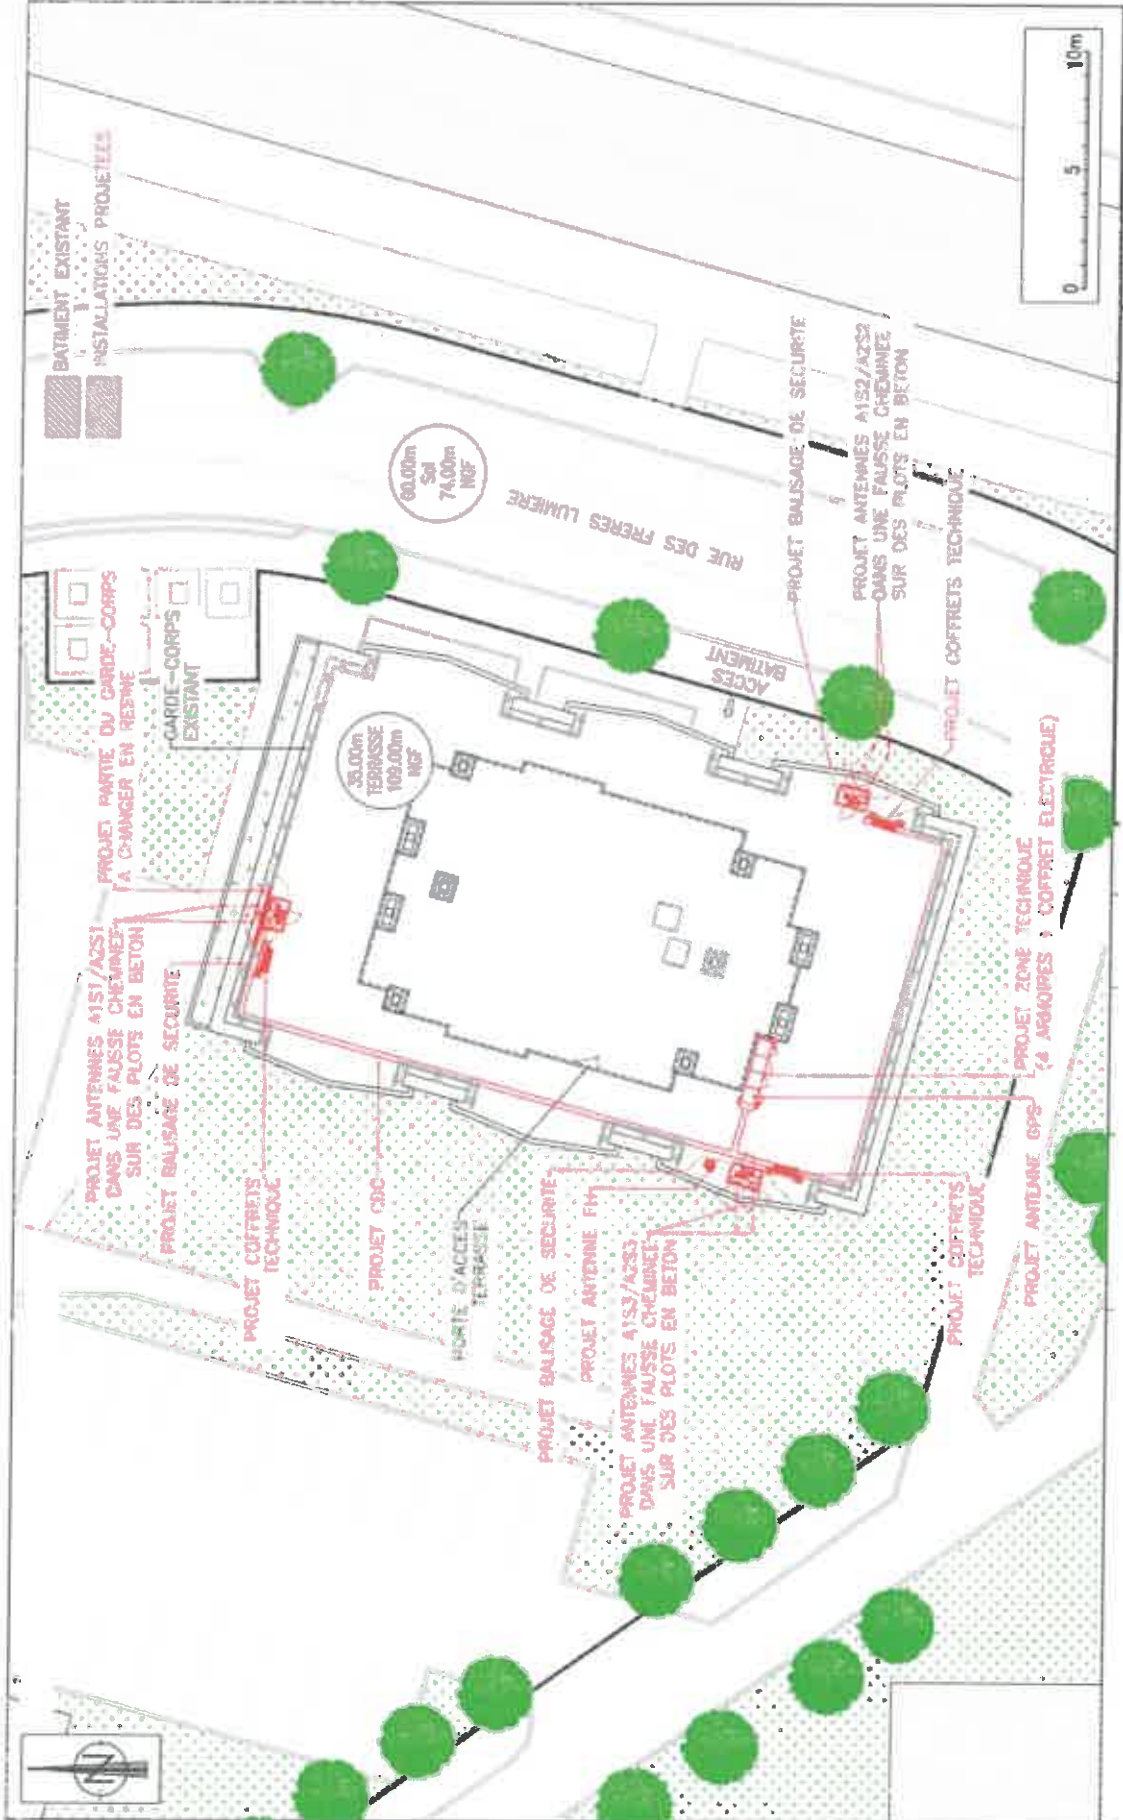 BATIMENT EXISTANT
INSTALLATIONS PROJETEES
PROJET ANTENNES A1S1/A2S1
DANS UNE FAUSSE CHEMINEE
SUR DES PLOTS EN BETON
PROJET PARTIE DU GARDE-CORPS
A CHANGER EN RESINE
PROJET BALISAGE DE SECURITE
GARDE-CORPS
EXISTANT
PROJET COFFRETS
TECHNIQUE
PROJET CDC
35.00m
TERRASSE
109.00m
NGF
00.00m
Sol
74.00m
NGF
RUE DES FRERES LUMIERE
D'ACCES
TERRASSE
PROJET BALISAGE DE SECURITE
PROJET ANTENNE FH
PROJET ANTENNES A1S3/A2S3
DANS UNE FAUSSE CHEMINEE
SUR DES PLOTS EN BETON
ACCES
BATIMENT
PROJET BALISAGE DE SECURITE
PROJET ANTENNES A1S2/A2S2
DANS UNE FAUSSE CHEMINEE
SUR DES PLOTS EN BETON
PROJET COFFRETS TECHNIQUE
PROJET COFFRETS
TECHNIQUE
PROJET ZONE TECHNIQUE
(4 ARMOIRES + COFFRET ELECTRIQUE)
PROJET ANTENNE GPS
N
0 5 10m